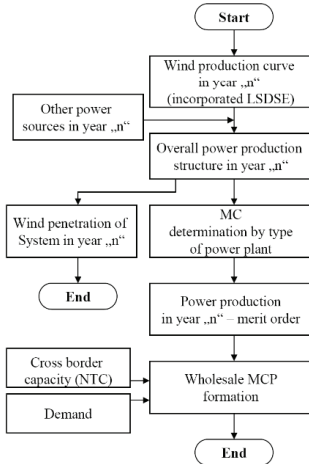 Start
Wind production curve
in year „n“
(incorporated LSDSE)
Other power
sources in year „n“
Overall power production
structure in year „n“
Wind penetration of
System in year „n“
MC
determination by type
of power plant
End
Power production
in year „n“ – merit order
Cross border
capacity (NTC)
Wholesale MCP
formation
Demand
End